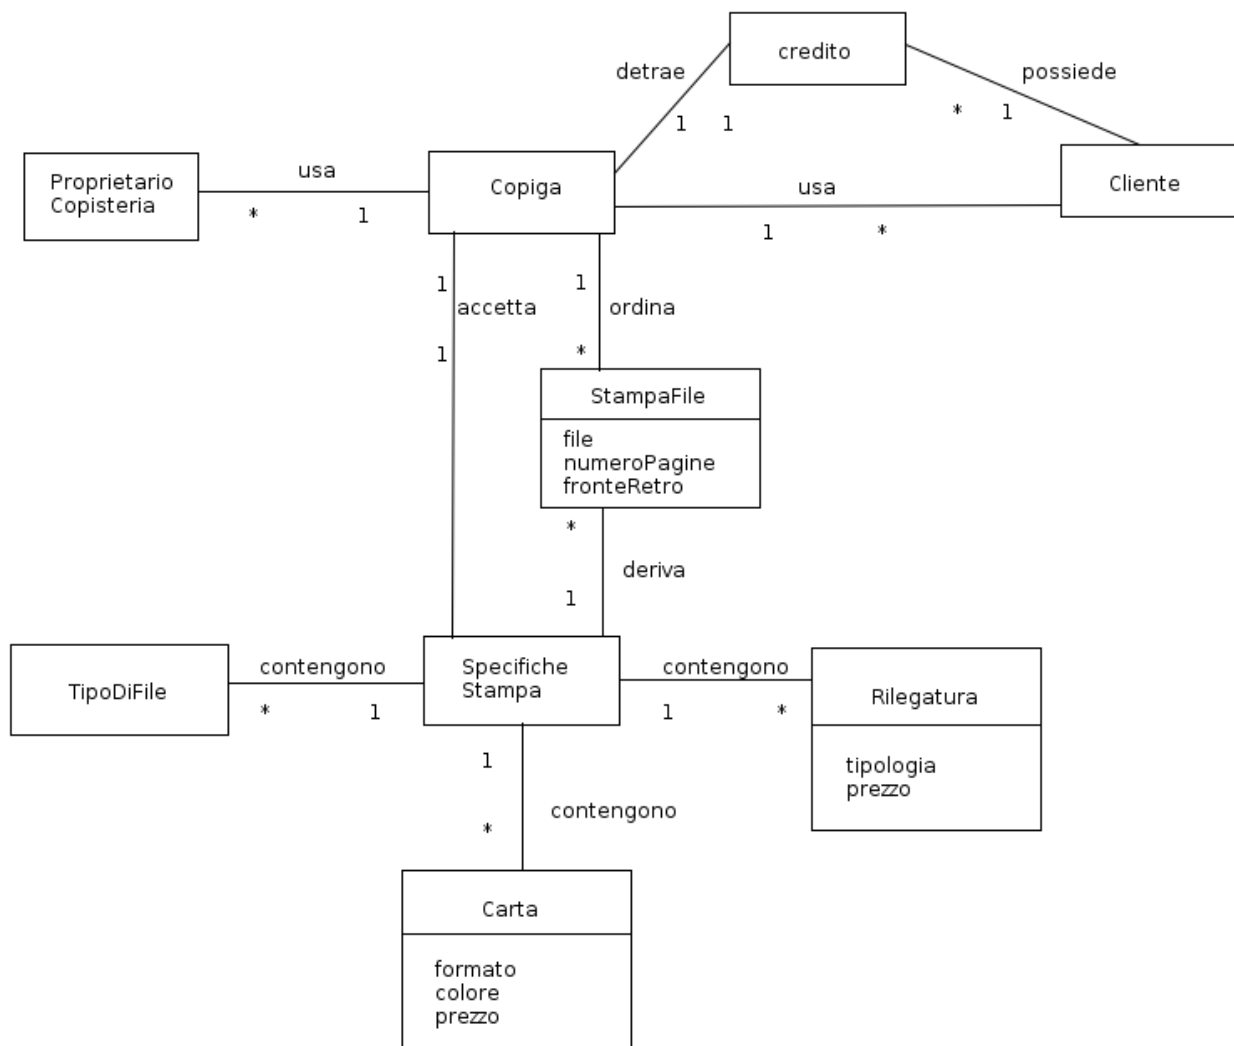 credito
detrae
possiede
1 1
* 1
Proprietario
Copisteria
usa
* 1
Copiga
usa
1 *
Cliente
1
accetta
1
1
ordina
*
StampaFile
file
numeroPagine
fronteRetro
*
deriva
1
TipoDiFile
contengono
* 1
Specifiche
Stampa
contengono
1 *
Rilegatura
tipologia
prezzo
1
contengono
*
Carta
formato
colore
prezzo